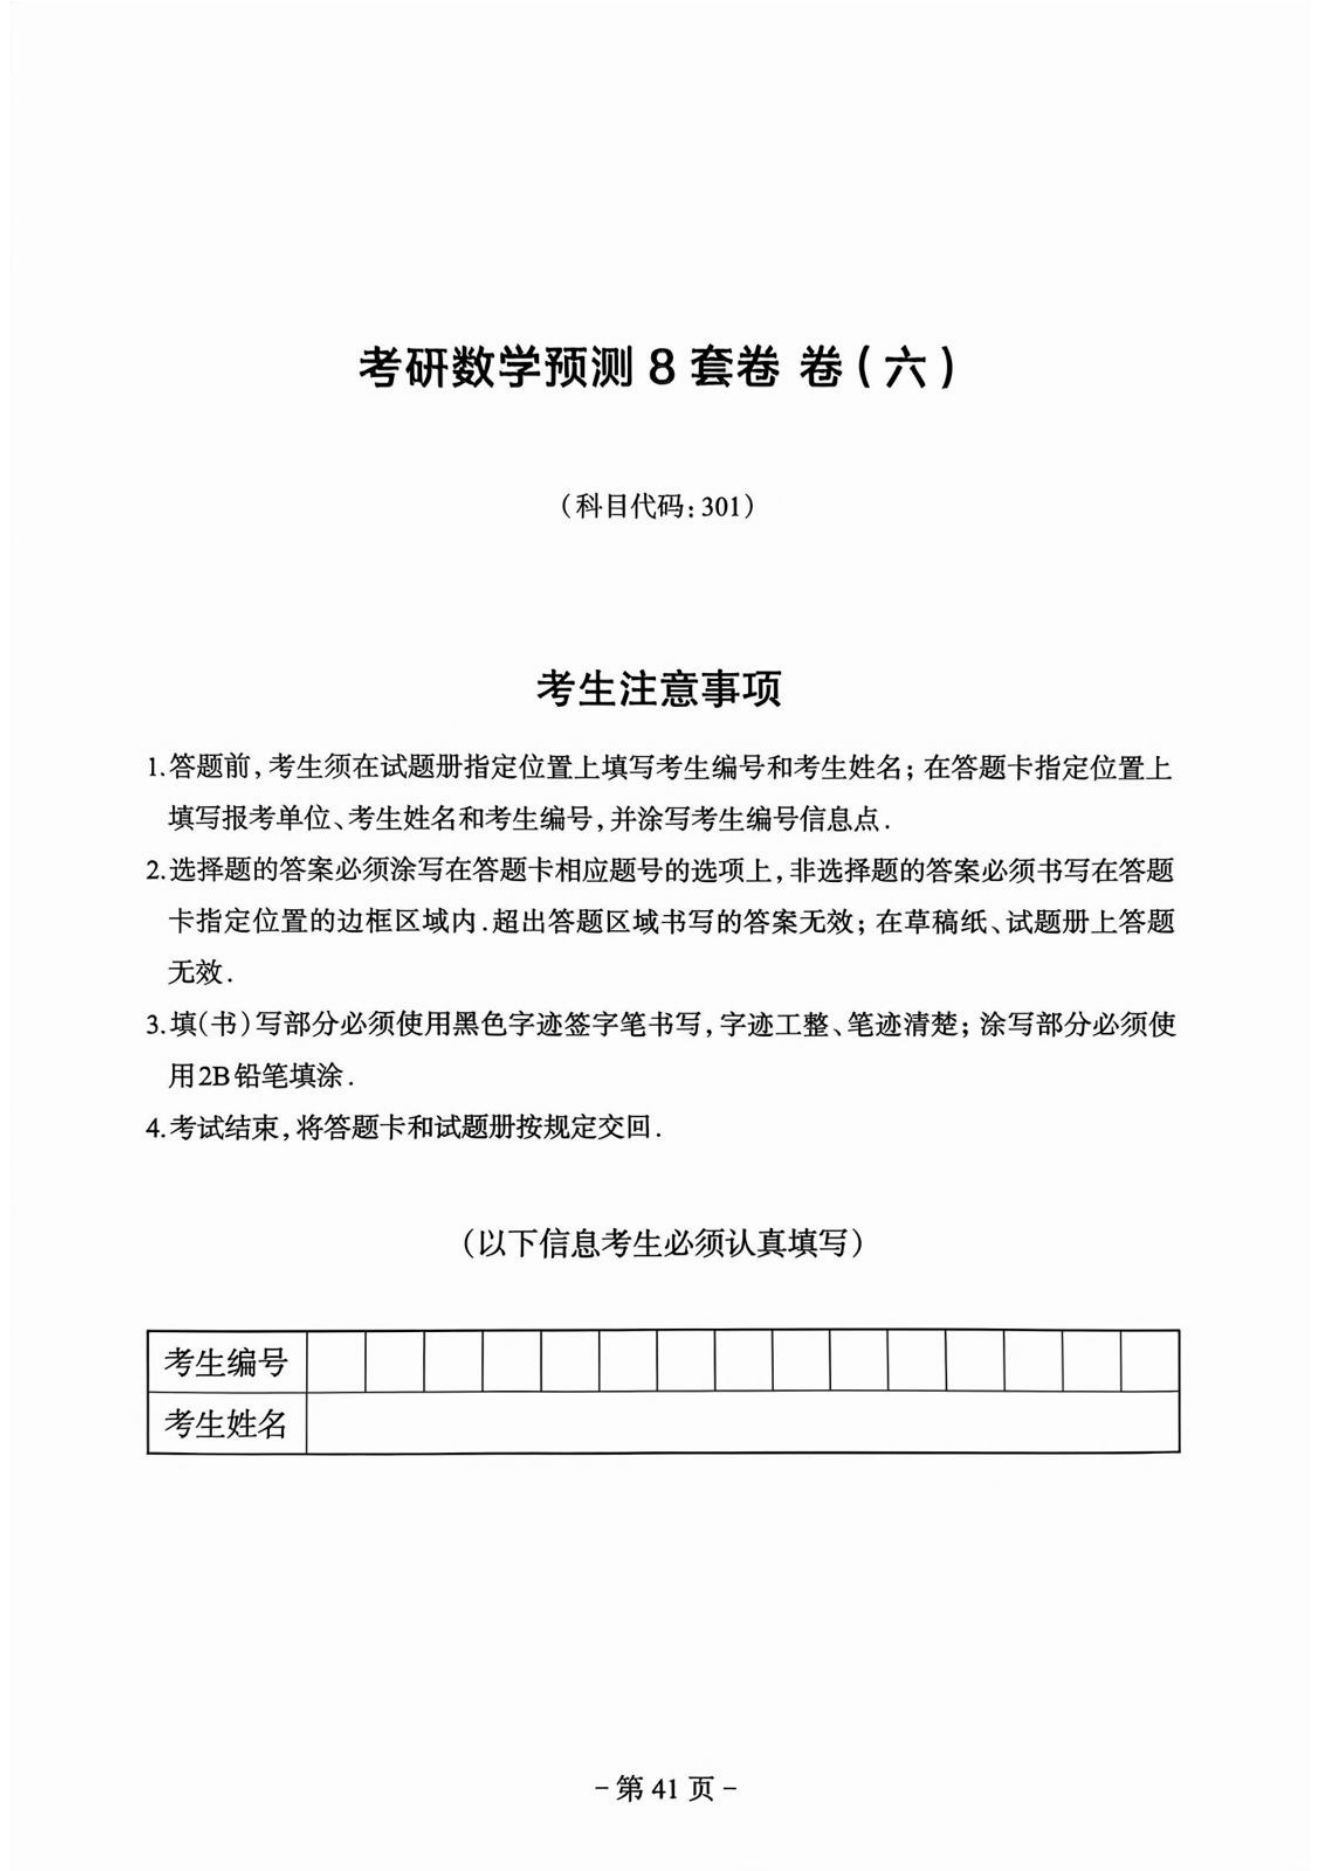 考研数学预测 8 套卷 卷(六)
(科目代码:301)
考生注意事项
1.答题前,考生须在试题册指定位置上填写考生编号和考生姓名;在答题卡指定位置上
填写报考单位、考生姓名和考生编号,并涂写考生编号信息点.
2.选择题的答案必须涂写在答题卡相应题号的选项上,非选择题的答案必须书写在答题
卡指定位置的边框区域内.超出答题区域书写的答案无效;在草稿纸、试题册上答题
无效.
3.填(书)写部分必须使用黑色字迹签字笔书写,字迹工整、笔迹清楚;涂写部分必须使
用2B铅笔填涂.
4.考试结束,将答题卡和试题册按规定交回.
(以下信息考生必须认真填写)
考生编号
考生姓名
– 第 41 页 –